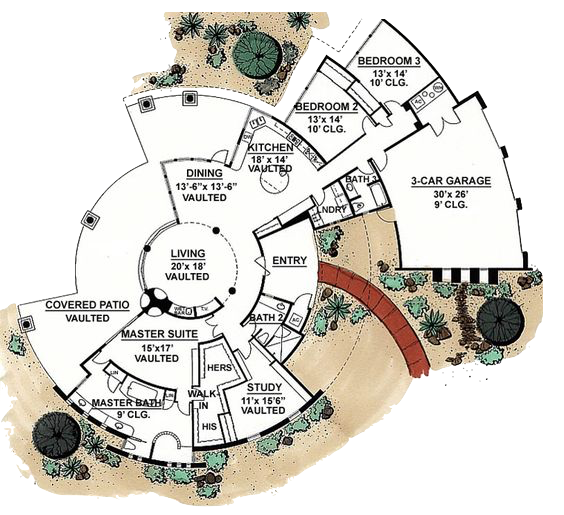 BEDROOM 3
13'x 14'
10' CLG.
BEDROOM 2
13'x 14'
10' CLG.
KITCHEN
18' x 14'
VAULTED
DINING
13'-6"x 13'-6"
VAULTED
BATH 3
3-CAR GARAGE
30'x 26'
9' CLG.
LNDRY
LIVING
20'x 18'
VAULTED
ENTRY
COVERED PATIO
VAULTED
T.V.
BATH 2
MASTER SUITE
15'x17'
VAULTED
HERS
LIN
LIN
WALK-
IN
STUDY
11'x 15'6"
VAULTED
MASTER BATH
9' CLG.
HIS